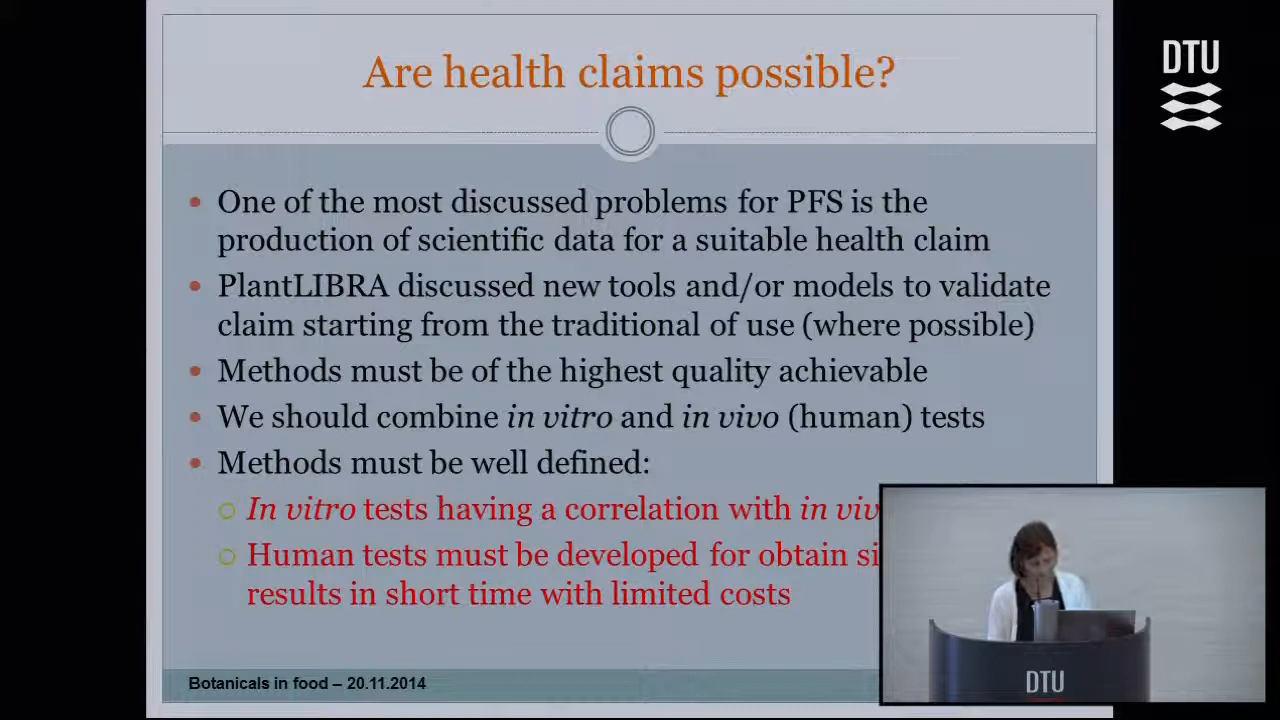 Are health claims possible?
DTU
One of the most discussed problems for PFS is the
production of scientific data for a suitable health claim
PlantLIBRA discussed new tools and/or models to validate
claim starting from the traditional of use (where possible)
Methods must be of the highest quality achievable
We should combine in vitro and in vivo (human) tests
Methods must be well defined:
In vitro tests having a correlation with in viv
Human tests must be developed for obtain si
results in short time with limited costs
Botanicals in food – 20.11.2014
DTU